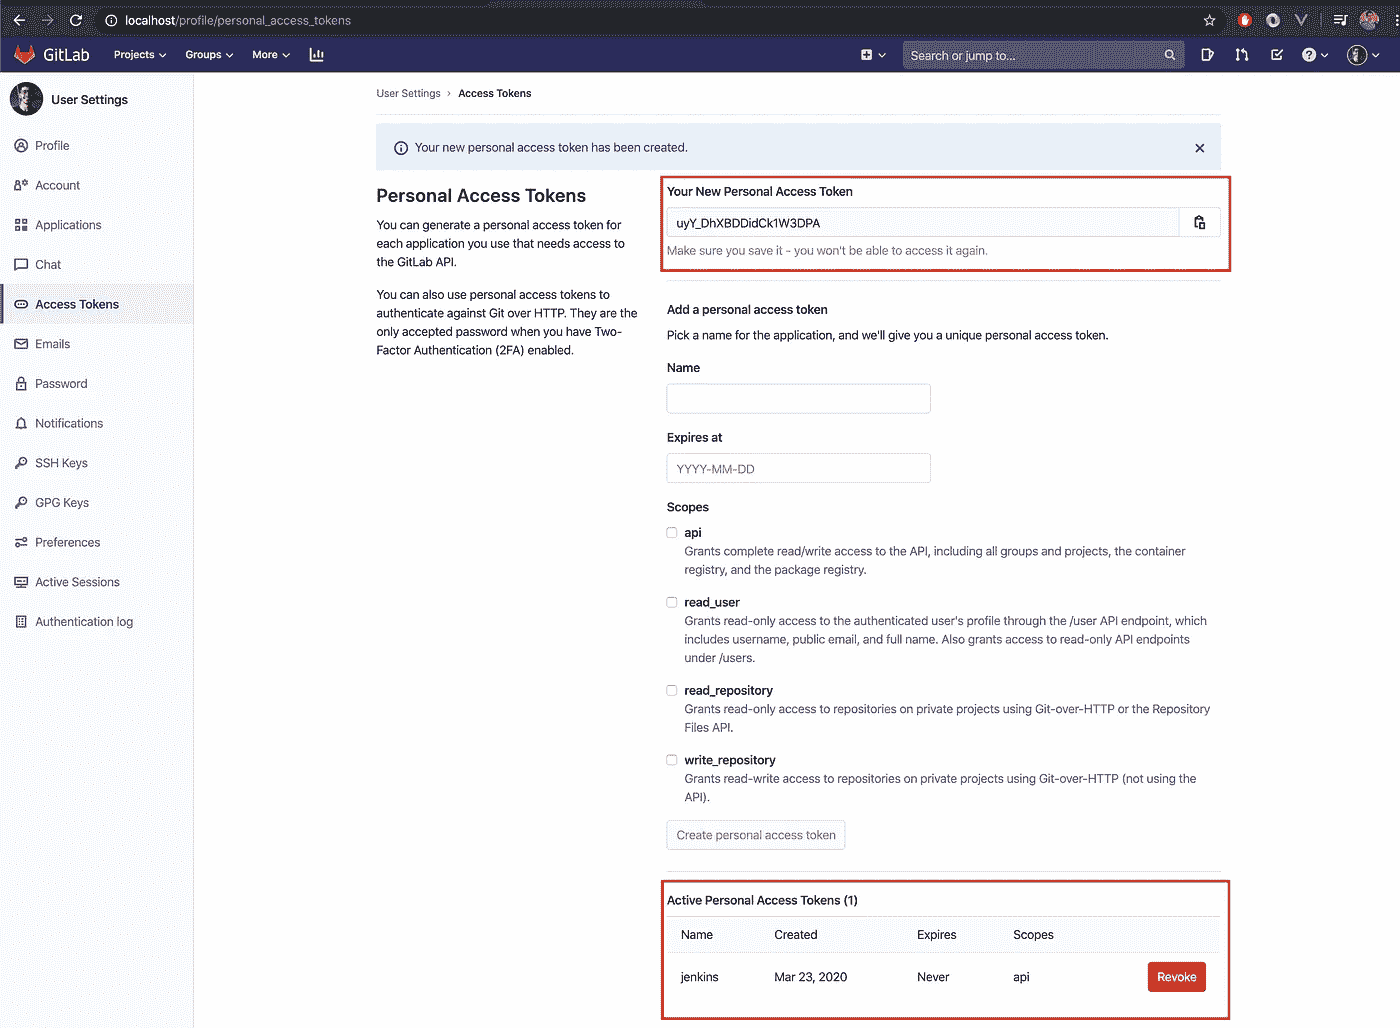 localhost/profile/personal_access_tokens
GitLab
Projects
Groups
More
Search or jump to...
User Settings
Profile
Account
Applications
Chat
Access Tokens
Emails
Password
Notifications
SSH Keys
GPG Keys
Preferences
Active Sessions
Authentication log
User Settings › Access Tokens
Your new personal access token has been created.
Personal Access Tokens
You can generate a personal access token for
each application you use that needs access to
the GitLab API.
You can also use personal access tokens to
authenticate against Git over HTTP. They are the
only accepted password when you have Two-
Factor Authentication (2FA) enabled.
Your New Personal Access Token
uyY_DhXBDDidCk1W3DPA
Make sure you save it - you won't be able to access it again.
Add a personal access token
Pick a name for the application, and we'll give you a unique personal access token.
Name
Expires at
YYYY-MM-DD
Scopes
api
Grants complete read/write access to the API, including all groups and projects, the container
registry, and the package registry.
read_user
Grants read-only access to the authenticated user's profile through the /user API endpoint, which
includes username, public email, and full name. Also grants access to read-only API endpoints
under /users.
read_repository
Grants read-only access to repositories on private projects using Git-over-HTTP or the Repository
Files API.
write_repository
Grants read-write access to repositories on private projects using Git-over-HTTP (not using the
API).
Create personal access token
Active Personal Access Tokens (1)
Name Created Expires Scopes
jenkins Mar 23, 2020 Never api Revoke